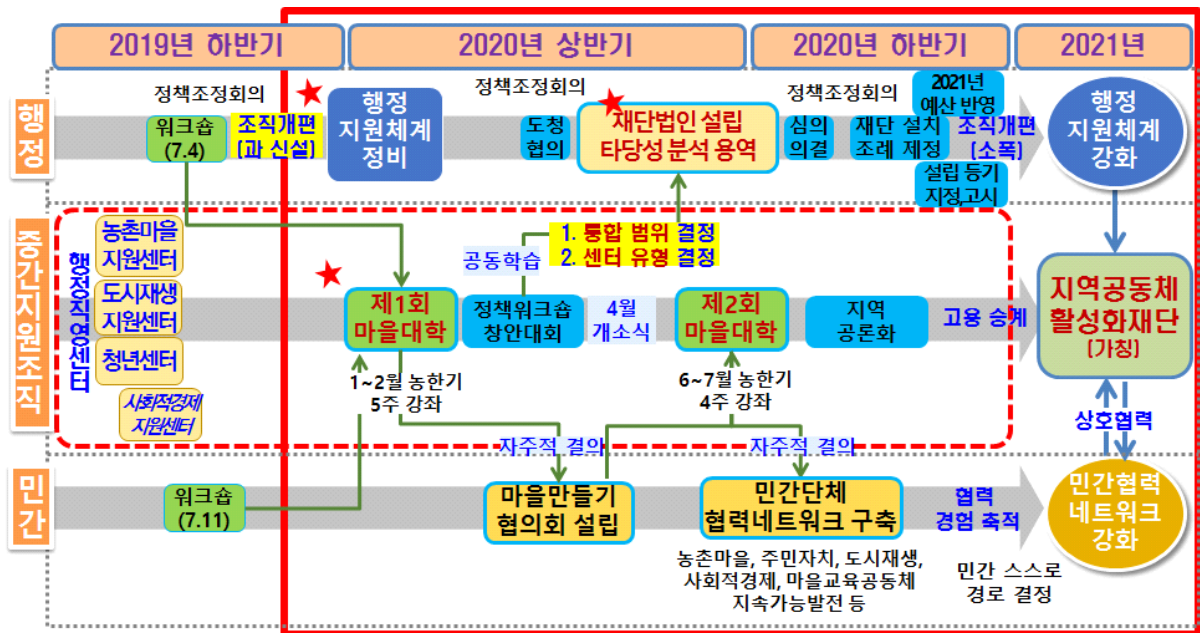 2019년 하반기
2020년 상반기
2020년 하반기
2021년
행정
정책조정회의
워크숍
(7.4)
조직개편
(과 신설)
행정
지원체계
정비
정책조정회의
도청
협의
재단법인 설립
타당성 분석 용역
정책조정회의
심의
의결
재단 설치
조례 제정
2021년
예산 반영
조직개편
(소폭)
설립 등기
지정고시
행정
지원체계
강화
중간지원조직
행정직영센터
농촌마을
지원센터
도시재생
지원센터
청년센터
사회적경제
지원센터
제1회
마을대학
1~2월 농한기
5주 강좌
공동학습
1. 통합 범위 결정
2. 센터 유형 결정
정책워크숍
창안대회
4월
개소식
제2회
마을대학
6~7월 농한기
4주 강좌
지역
공론화
고용 승계
지역공동체
활성화재단
(가칭)
상호협력
자주적 결의
자주적 결의
민간
워크숍
(7.11)
마을만들기
협의회 설립
민간단체
협력네트워크 구축
농촌마을, 주민자치, 도시재생,
사회적경제, 마을교육공동체
지속가능발전 등
협력
경험 축적
민간 스스로
경로 결정
민간협력
네트워크
강화